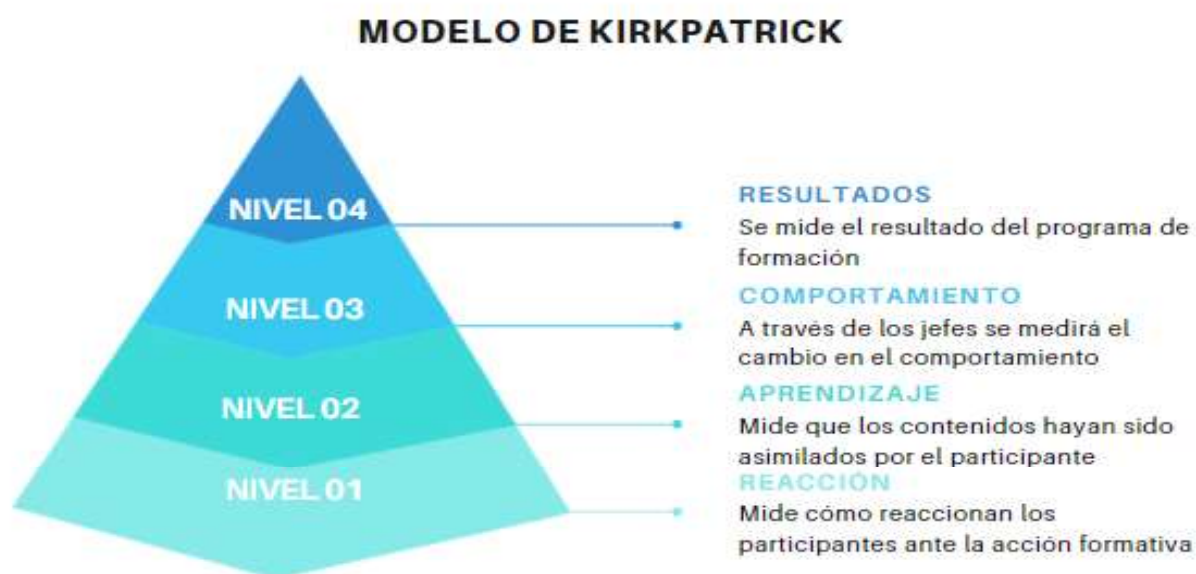 MODELO DE KIRKPATRICK
NIVEL 04
RESULTADOS
Se mide el resultado del programa de
formación
NIVEL 03
COMPORTAMIENTO
A través de los jefes se medirá el
cambio en el comportamiento
NIVEL 02
APRENDIZAJE
Mide que los contenidos hayan sido
asimilados por el participante
NIVEL 01
REACCIÓN
Mide cómo reaccionan los
participantes ante la acción formativa